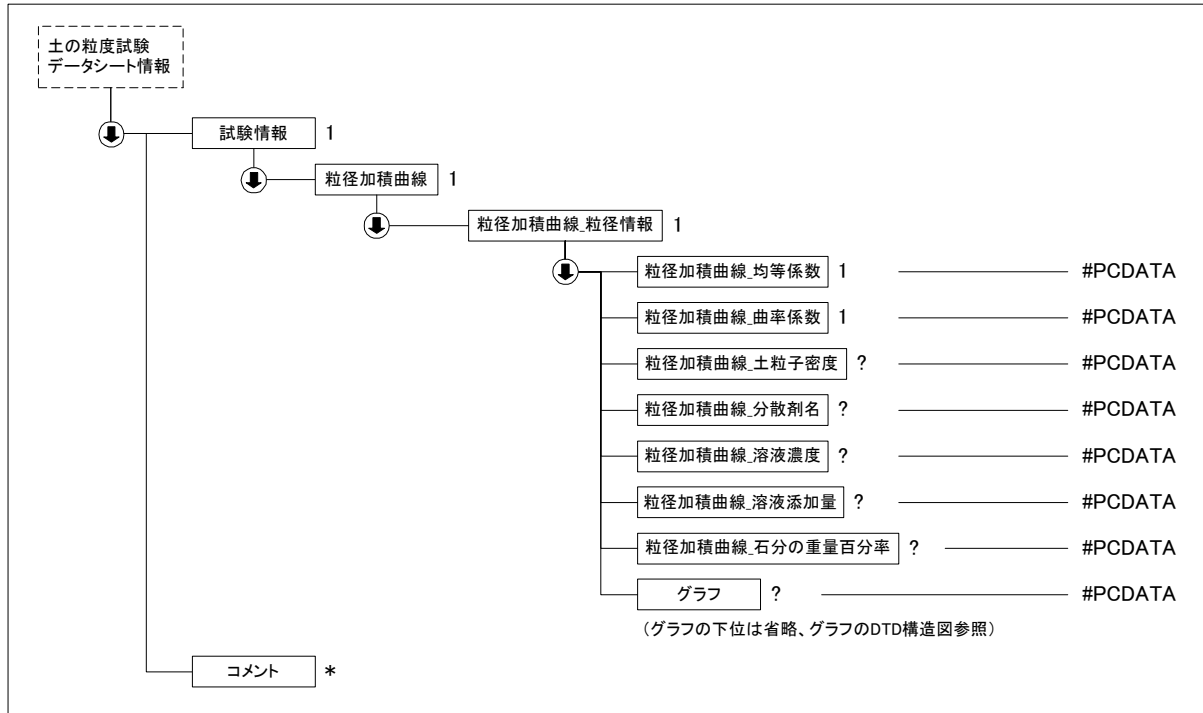 土の粒度試験
データシート情報
試験情報 1
粒径加積曲線 1
粒径加積曲線_粒径情報 1
粒径加積曲線_均等係数 1 #PCDATA
粒径加積曲線_曲率係数 1 #PCDATA
粒径加積曲線_土粒子密度 ? #PCDATA
粒径加積曲線_分散剤名 ? #PCDATA
粒径加積曲線_溶液濃度 ? #PCDATA
粒径加積曲線_溶液添加量 ? #PCDATA
粒径加積曲線_石分の重量百分率 ? #PCDATA
グラフ ? #PCDATA
（グラフの下位は省略、グラフのDTD構造図参照）
コメント *